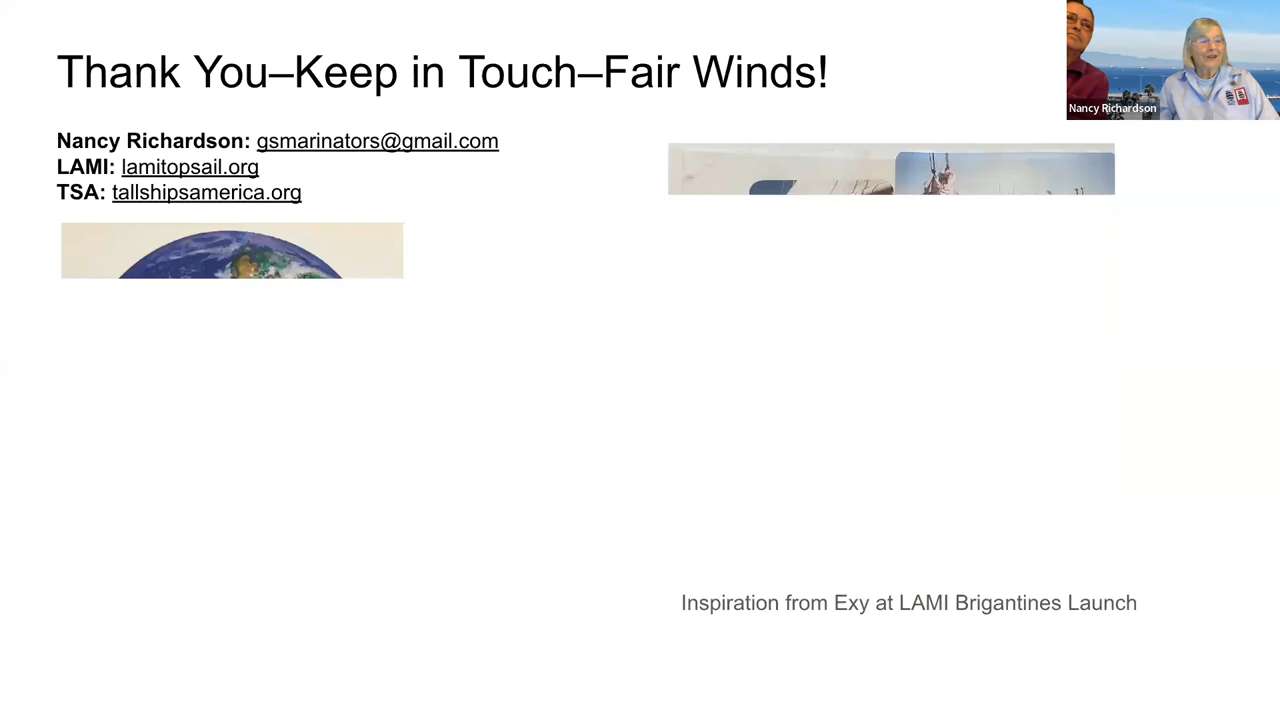 Thank You–Keep in Touch–Fair Winds!
Nancy Richardson
Nancy Richardson: gsmarinators@gmail.com
LAMI: lamitopsail.org
TSA: tallshipsamerica.org
Inspiration from Exy at LAMI Brigantines Launch